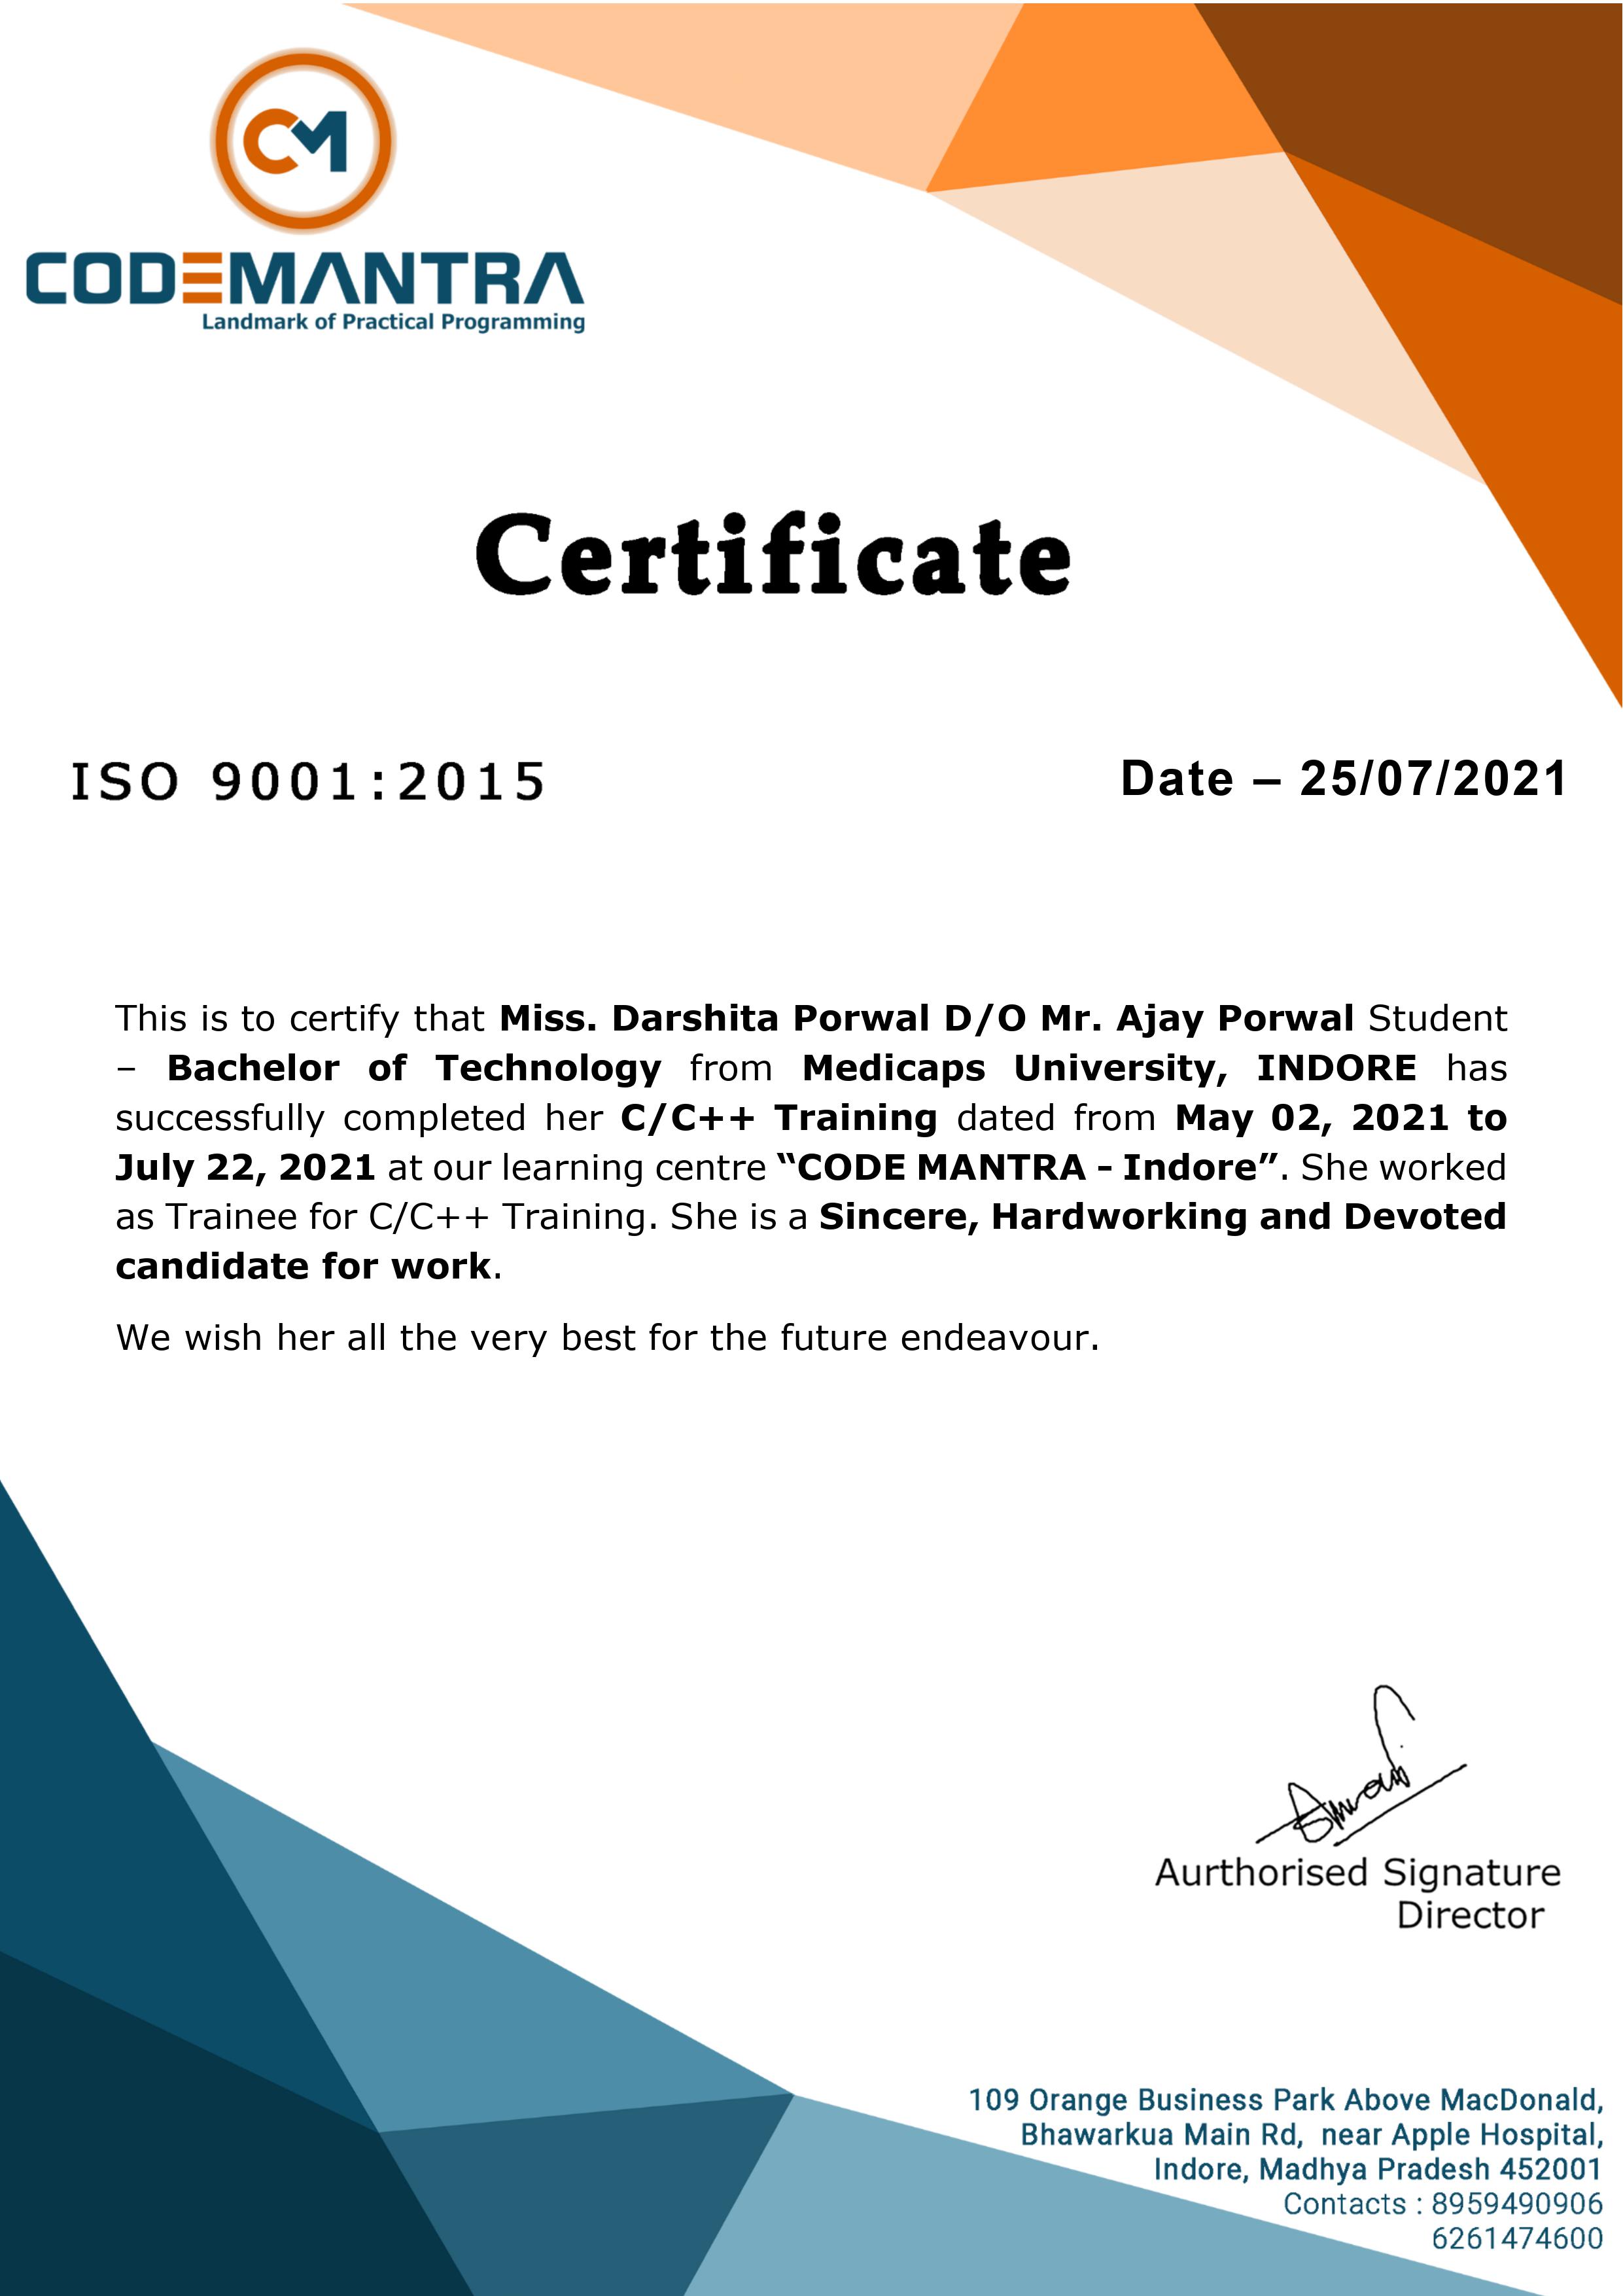 CM
CODEMANTRA
Landmark of Practical Programming
Certificate
ISO 9001:2015
Date – 25/07/2021
This is to certify that Miss. Darshita Porwal D/O Mr. Ajay Porwal Student
– Bachelor of Technology from Medicaps University, INDORE has
successfully completed her C/C++ Training dated from May 02, 2021 to
July 22, 2021 at our learning centre “CODE MANTRA - Indore”. She worked
as Trainee for C/C++ Training. She is a Sincere, Hardworking and Devoted
candidate for work.
We wish her all the very best for the future endeavour.
Aurthorised Signature
Director
109 Orange Business Park Above MacDonald,
Bhawarkua Main Rd, near Apple Hospital,
Indore, Madhya Pradesh 452001
Contacts : 8959490906
6261474600